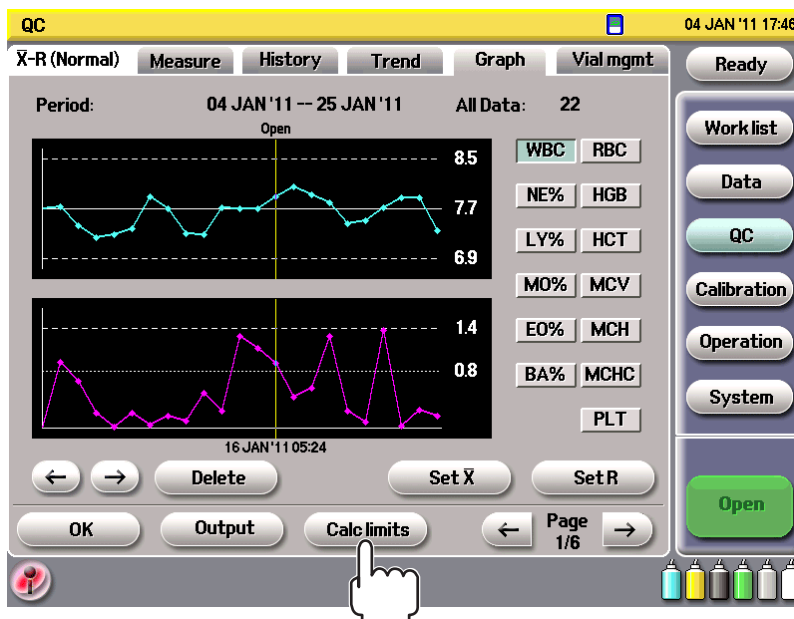 QC
04 JAN '11 17:46
X̅-R (Normal) Measure History Trend Graph Vial mgmt
Ready
Period: 04 JAN '11 -- 25 JAN '11 All Data: 22
Open
8.5
7.7
6.9
1.4
0.8
16 JAN '11 05:24
WBC RBC
NE% HGB
LY% HCT
MO% MCV
EO% MCH
BA% MCHC
PLT
← → Delete Set X̅ Set R
OK Output Calc limits ← Page 1/6 →
Work list
Data
QC
Calibration
Operation
System
Open